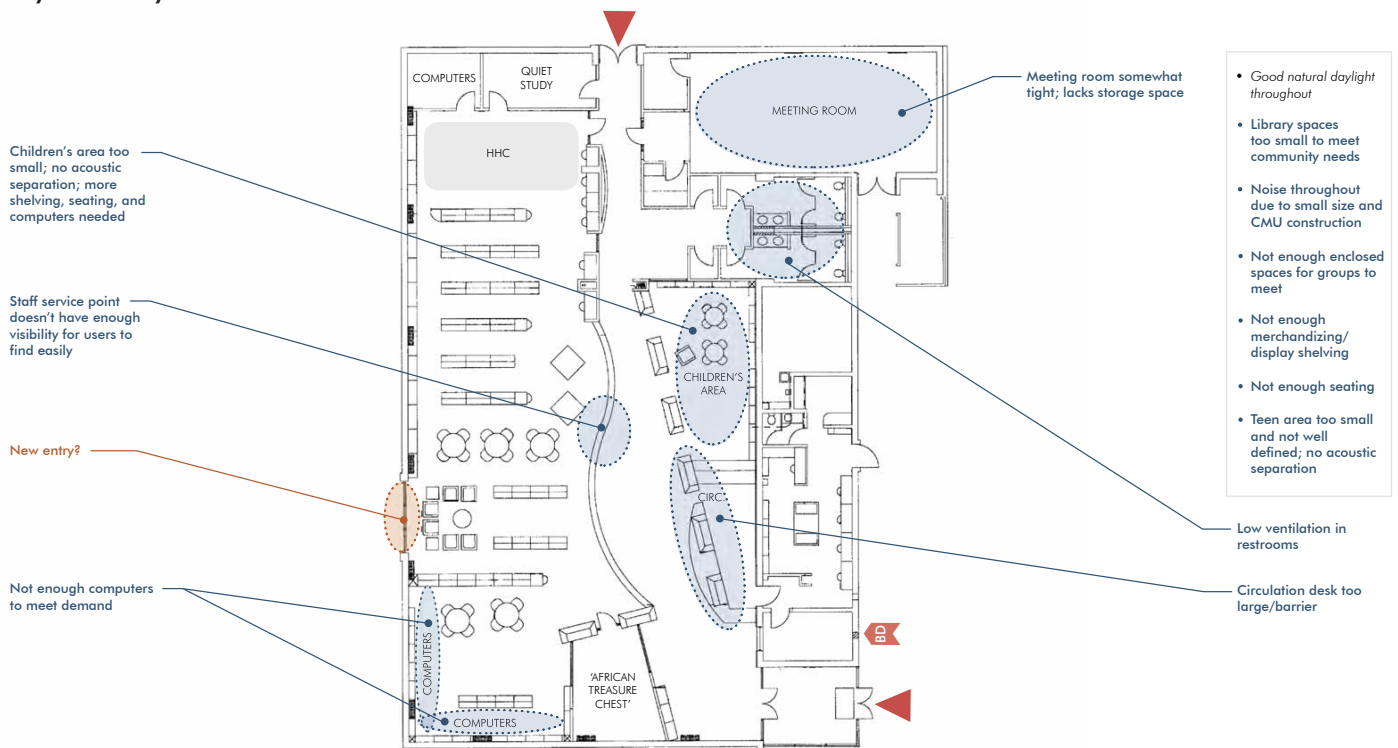 COMPUTERS
QUIET
STUDY
MEETING ROOM
HHC
CHILDREN'S
AREA
CIRC.
COMPUTERS
COMPUTERS
'AFRICAN
TREASURE
CHEST'
BD
Children's area too
small; no acoustic
separation; more
shelving, seating, and
computers needed
Staff service point
doesn't have enough
visibility for users to
find easily
New entry?
Not enough computers
to meet demand
Meeting room somewhat
tight; lacks storage space
Low ventilation in
restrooms
Circulation desk too
large/barrier
• Good natural daylight
throughout
• Library spaces
too small to meet
community needs
• Noise throughout
due to small size and
CMU construction
• Not enough enclosed
spaces for groups to
meet
• Not enough
merchandizing/
display shelving
• Not enough seating
• Teen area too small
and not well
defined; no acoustic
separation